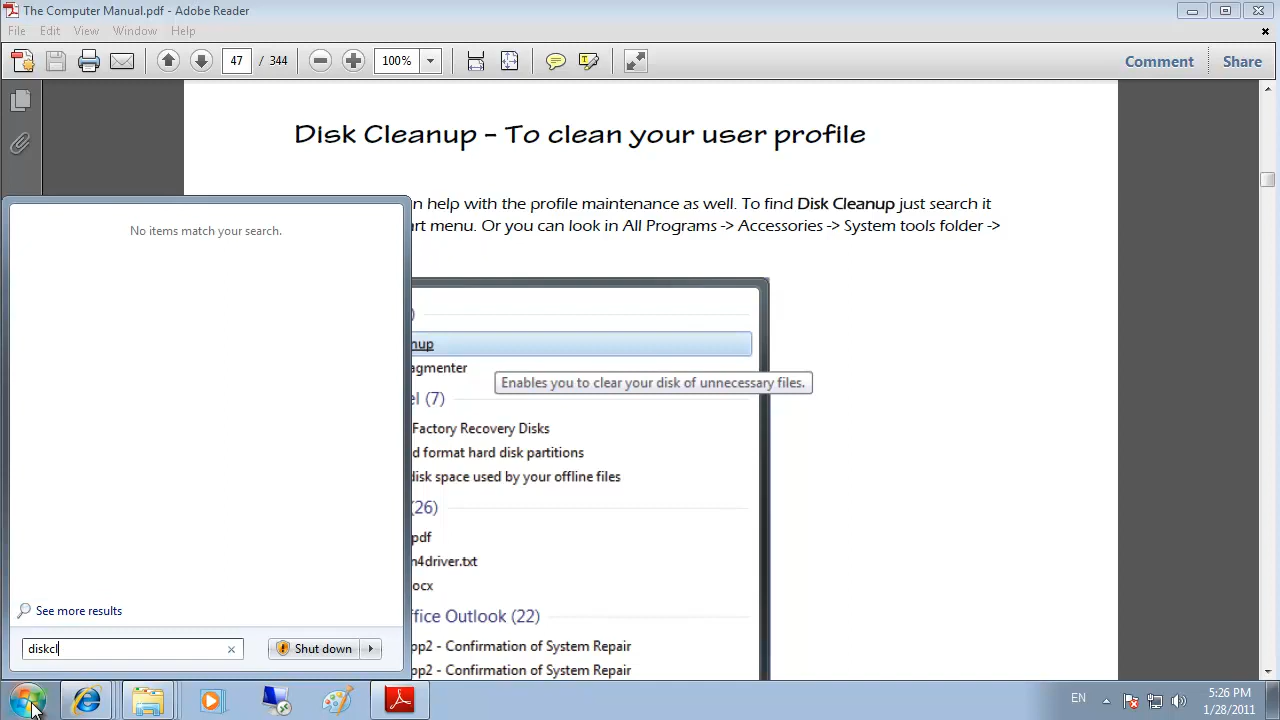 The Computer Manual.pdf - Adobe Reader
File Edit View Window Help
47 / 344 100% Comment Share
Disk Cleanup - To clean your user profile
n help with the profile maintenance as well. To find Disk Cleanup just search it
art menu. Or you can look in All Programs -> Accessories -> System tools folder ->
No items match your search.
)
nup
agmenter
Enables you to clear your disk of unnecessary files.
el (7)
Factory Recovery Disks
d format hard disk partitions
disk space used by your offline files
(26)
pdf
n4driver.txt
ocx
ffice Outlook (22)
pp2 - Confirmation of System Repair
pp2 - Confirmation of System Repair
See more results
diskcl
Shut down
EN
5:26 PM
1/28/2011